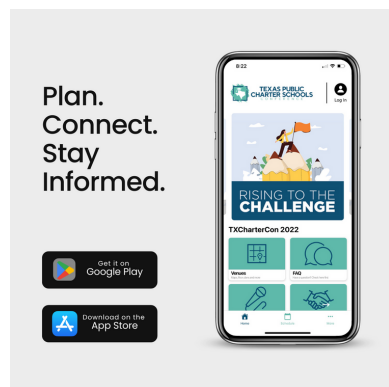 Plan.
Connect.
Stay
Informed.
Get it on
Google Play
Download on the
App Store
8:22
TEXAS PUBLIC
CHARTER SCHOOLS
CONFERENCE
Log In
RISING TO THE
CHALLENGE
TXCharterCon 2022
Venues
FAQ
Home
More